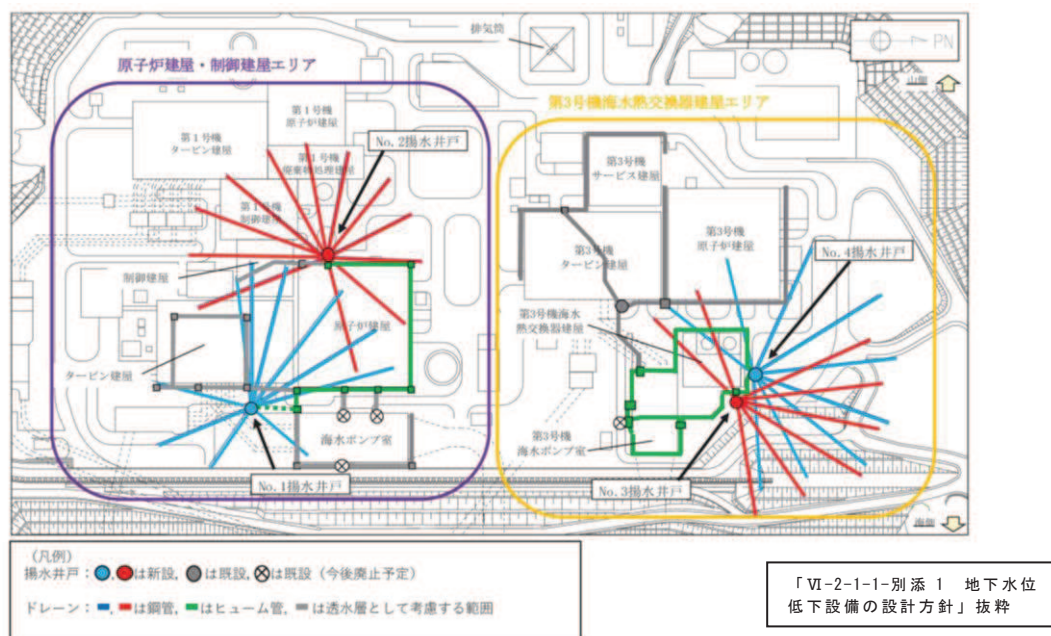 排気筒
PN
山側
原子炉建屋・制御建屋エリア
第3号機海水熱交換器建屋エリア
第1号機
タービン建屋
第1号機
原子炉建屋
No.2揚水井戸
第1号機
廃棄物処理建屋
第1号機
制御建屋
第3号機
サービス建屋
第3号機
原子炉建屋
第3号機
タービン建屋
No.4揚水井戸
制御建屋
原子炉建屋
第3号機海水
熱交換器建屋
タービン建屋
海水ポンプ室
第3号機
海水ポンプ室
No.1揚水井戸
No.3揚水井戸
海側
(凡例)
揚水井戸：●,●は新設, ●は既設, ⊗は既設（今後廃止予定）
ドレーン：■, ■は鋼管, ■はヒューム管, ■は透水層として考慮する範囲
「Ⅵ-2-1-1-別添 1 地下水位
低下設備の設計方針」抜粋